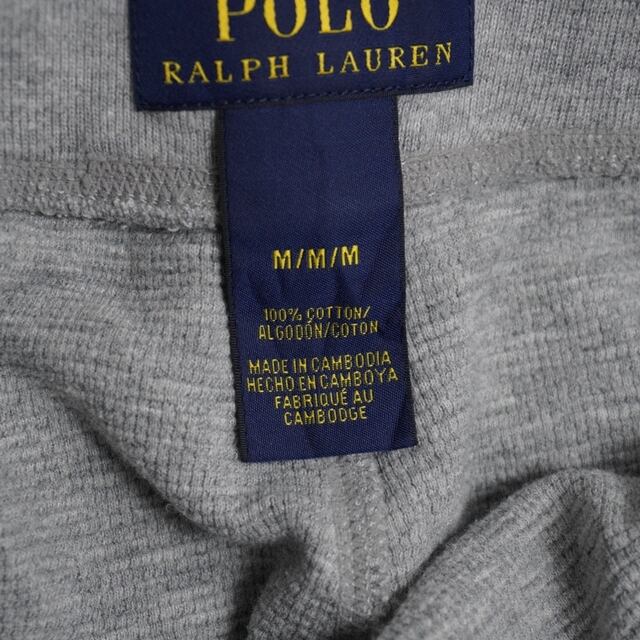 POLO
RALPH LAUREN
M/M/M
100% COTTON/
ALGODÓN/COTON
MADE IN CAMBODIA
HECHO EN CAMBOYA
FABRIQUÉ AU
CAMBODGE